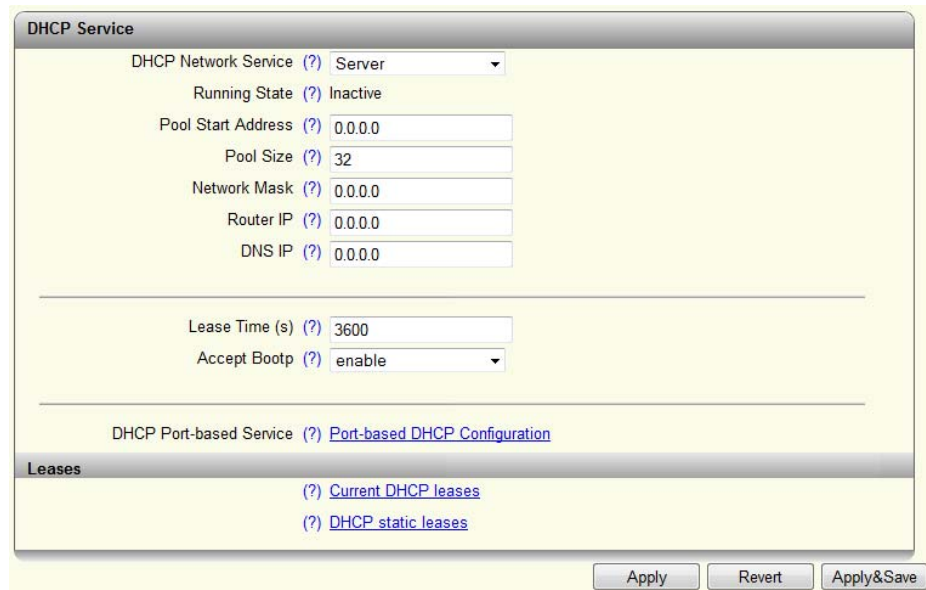 DHCP Service
DHCP Network Service (?) Server
Running State (?) Inactive
Pool Start Address (?) 0.0.0.0
Pool Size (?) 32
Network Mask (?) 0.0.0.0
Router IP (?) 0.0.0.0
DNS IP (?) 0.0.0.0
Lease Time (s) (?) 3600
Accept Bootp (?) enable
DHCP Port-based Service (?) Port-based DHCP Configuration
Leases
(?) Current DHCP leases
(?) DHCP static leases
Apply Revert Apply&Save